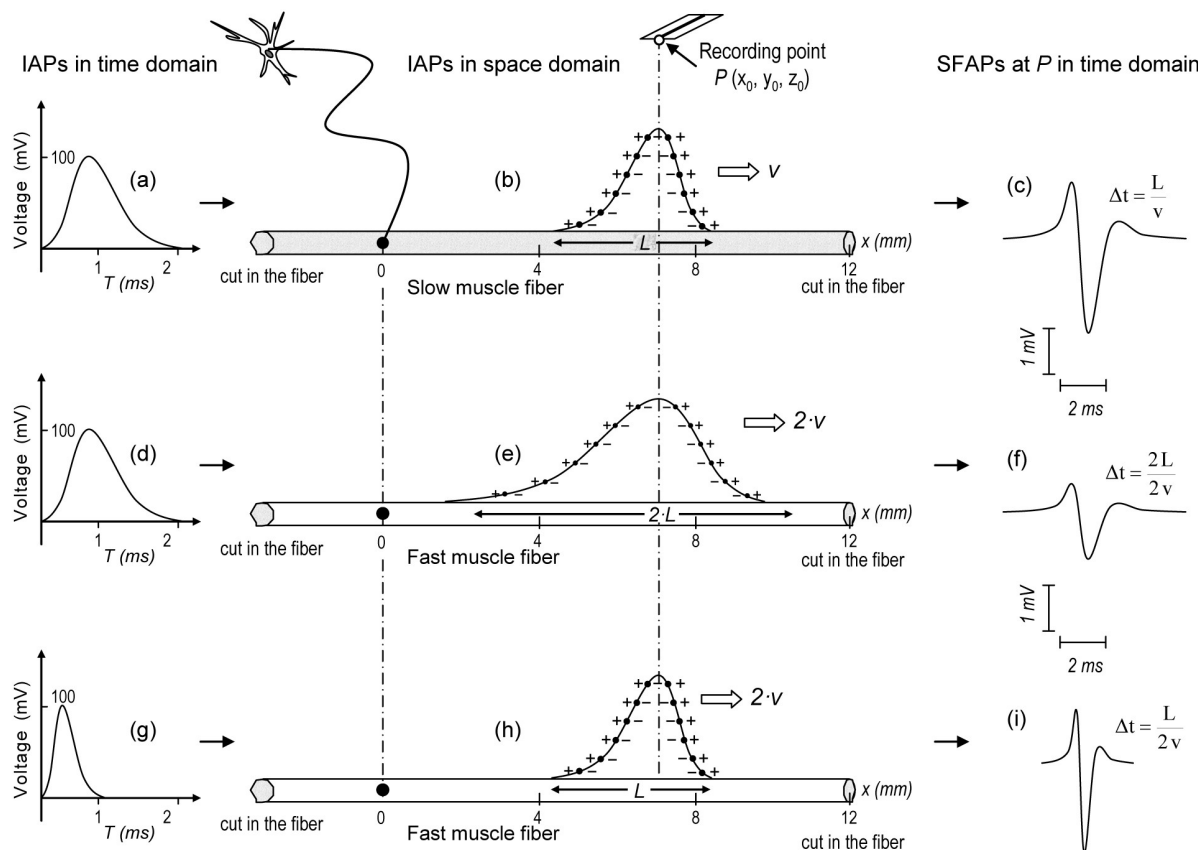 IAPs in time domain
IAPs in space domain
Recording point
P (x₀, y₀, z₀)
SFAPs at P in time domain
Voltage (mV)
100
(a)
1
2
T (ms)
(b)
v
L
x (mm)
0
4
8
12
cut in the fiber
Slow muscle fiber
cut in the fiber
(c)
Δt = L/v
1 mV
2 ms
Voltage (mV)
100
(d)
1
2
T (ms)
(e)
2·v
2·L
x (mm)
0
4
8
12
cut in the fiber
Fast muscle fiber
cut in the fiber
(f)
Δt = 2L/2v
1 mV
2 ms
Voltage (mV)
100
(g)
1
2
T (ms)
(h)
2·v
L
x (mm)
0
4
8
12
cut in the fiber
Fast muscle fiber
cut in the fiber
(i)
Δt = L/2v